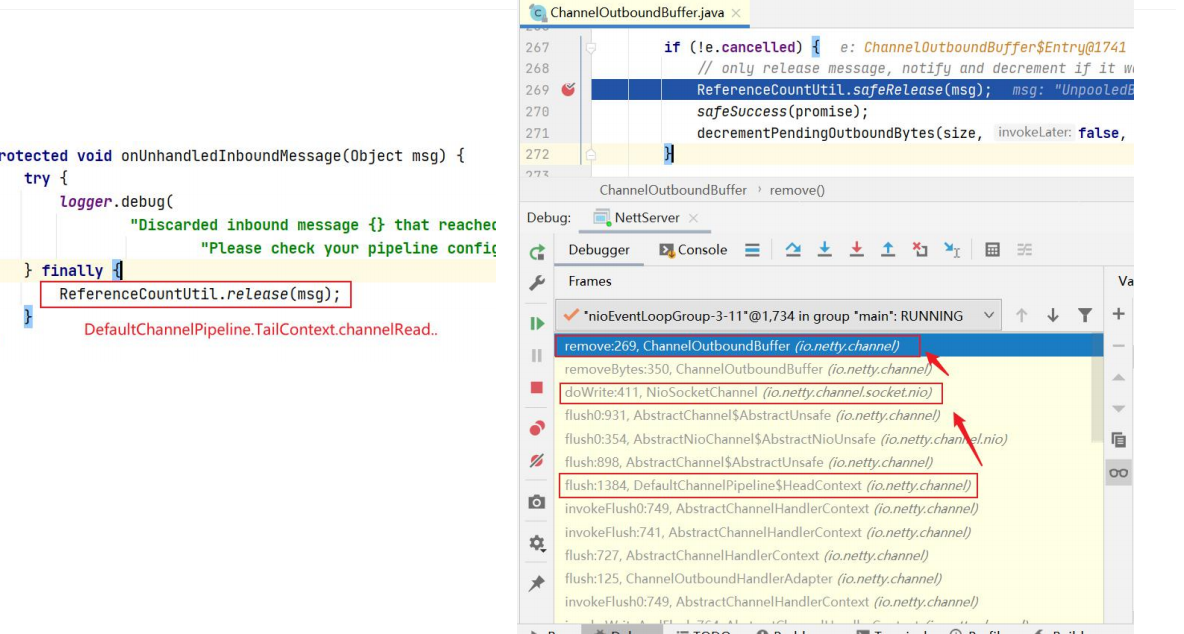 rotected void onUnhandledInboundMessage(Object msg) {
try {
logger.debug(
"Discarded inbound message {} that reached
"Please check your pipeline config
} finally {
ReferenceCountUtil.release(msg);
}
DefaultChannelPipeline.TailContext.channelRead..
ChannelOutboundBuffer.java
267 if (!e.cancelled) { e: ChannelOutboundBuffer$Entry@1741
268 // only release message, notify and decrement if it w
269 ReferenceCountUtil.safeRelease(msg); msg: "UnpooledB
270 safeSuccess(promise);
271 decrementPendingOutboundBytes(size, invokeLater: false,
272 }
273
ChannelOutboundBuffer › remove()
Debug: NettServer
Debugger Console
Frames Va
"nioEventLoopGroup-3-11"@1,734 in group "main": RUNNING
remove:269, ChannelOutboundBuffer (io.netty.channel)
removeBytes:350, ChannelOutboundBuffer (io.netty.channel)
doWrite:411, NioSocketChannel (io.netty.channel.socket.nio)
flush0:931, AbstractChannel$AbstractUnsafe (io.netty.channel)
flush0:354, AbstractNioChannel$AbstractNioUnsafe (io.netty.channel.nio)
flush:898, AbstractChannel$AbstractUnsafe (io.netty.channel)
flush:1384, DefaultChannelPipeline$HeadContext (io.netty.channel)
invokeFlush0:749, AbstractChannelHandlerContext (io.netty.channel)
invokeFlush:741, AbstractChannelHandlerContext (io.netty.channel)
flush:727, AbstractChannelHandlerContext (io.netty.channel)
flush:125, ChannelOutboundHandlerAdapter (io.netty.channel)
invokeFlush0:749, AbstractChannelHandlerContext (io.netty.channel)